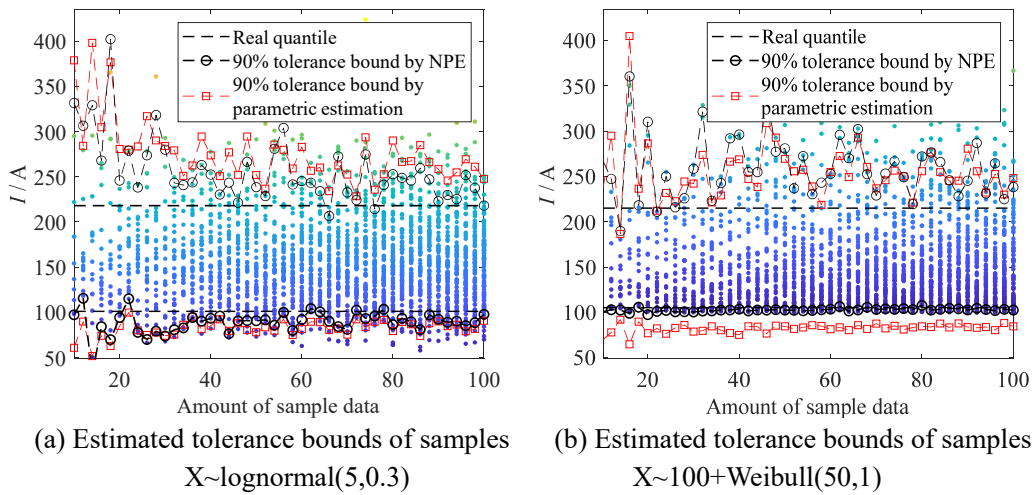 400
350
300
250
200
150
100
50
I / A
Real quantile
90% tolerance bound by NPE
90% tolerance bound by
parametric estimation
20
40
60
80
100
Amount of sample data
(a) Estimated tolerance bounds of samples
X~lognormal(5,0.3)
400
350
300
250
200
150
100
50
I / A
Real quantile
90% tolerance bound by NPE
90% tolerance bound by
parametric estimation
20
40
60
80
100
Amount of sample data
(b) Estimated tolerance bounds of samples
X~100+Weibull(50,1)